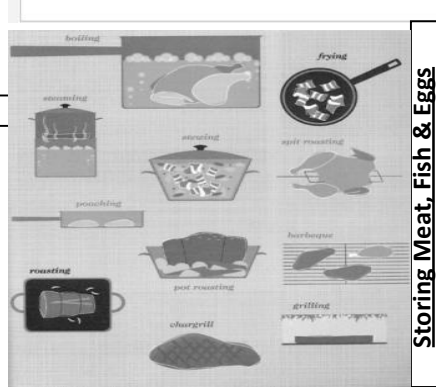 boiling
frying
steaming
stewing
spit roasting
poaching
barbeque
roasting
pot roasting
grilling
chargrill
Storing Meat, Fish & Eggs